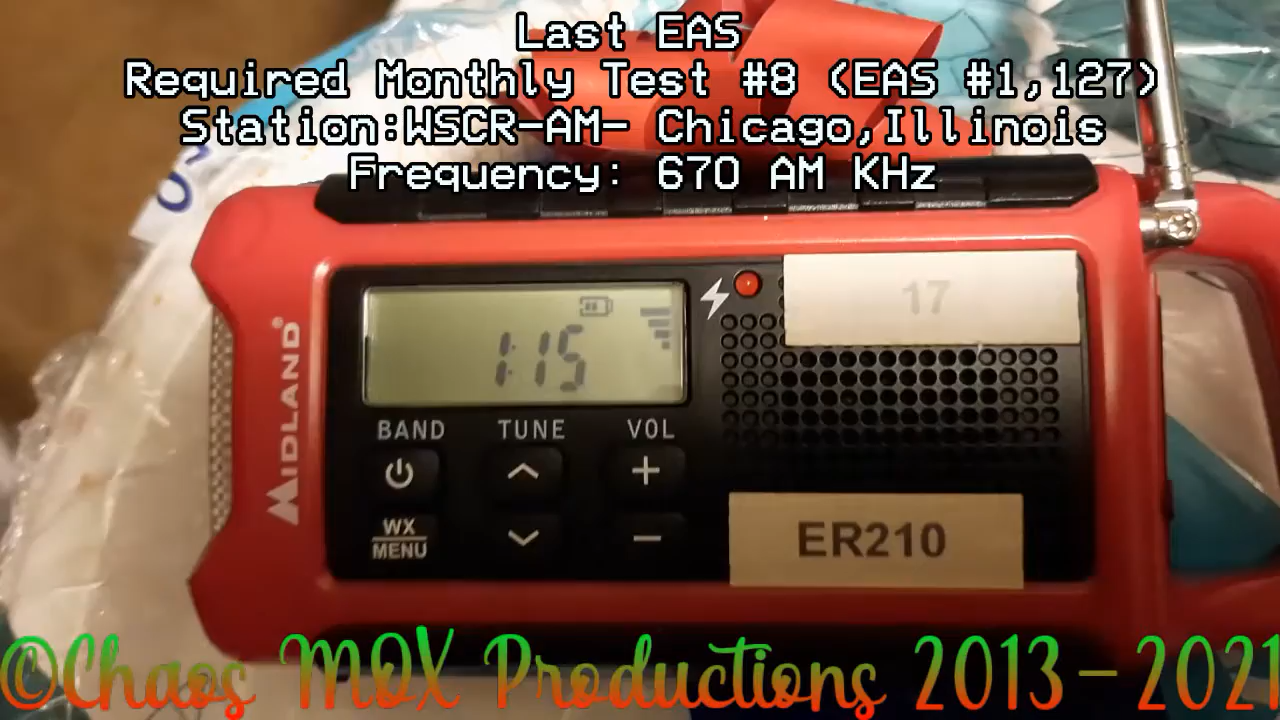 Last EAS
Required Monthly Test #8 (EAS #1,127)
Station:WSCR-AM- Chicago,Illinois
Frequency: 670 AM KHz
17
1:15
MIDLAND®
BAND TUNE VOL
WX
MENU
ER210
©Chaos MOX Productions 2013-2021